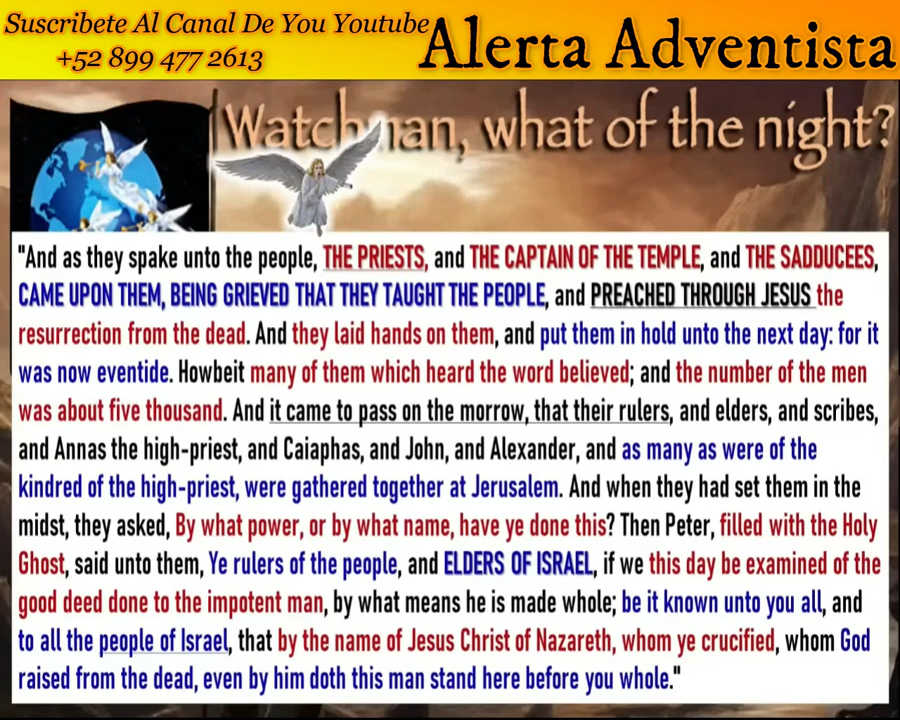 Suscribete Al Canal De You Youtube
+52 899 477 2613
Alerta Adventista
Watchman, what of the night?
"And as they spake unto the people, THE PRIESTS, and THE CAPTAIN OF THE TEMPLE, and THE SADDUCEES,
CAME UPON THEM, BEING GRIEVED THAT THEY TAUGHT THE PEOPLE, and PREACHED THROUGH JESUS the
resurrection from the dead. And they laid hands on them, and put them in hold unto the next day: for it
was now eventide. Howbeit many of them which heard the word believed; and the number of the men
was about five thousand. And it came to pass on the morrow, that their rulers, and elders, and scribes,
and Annas the high-priest, and Caiaphas, and John, and Alexander, and as many as were of the
kindred of the high-priest, were gathered together at Jerusalem. And when they had set them in the
midst, they asked, By what power, or by what name, have ye done this? Then Peter, filled with the Holy
Ghost, said unto them, Ye rulers of the people, and ELDERS OF ISRAEL, if we this day be examined of the
good deed done to the impotent man, by what means he is made whole; be it known unto you all, and
to all the people of Israel, that by the name of Jesus Christ of Nazareth, whom ye crucified, whom God
raised from the dead, even by him doth this man stand here before you whole."